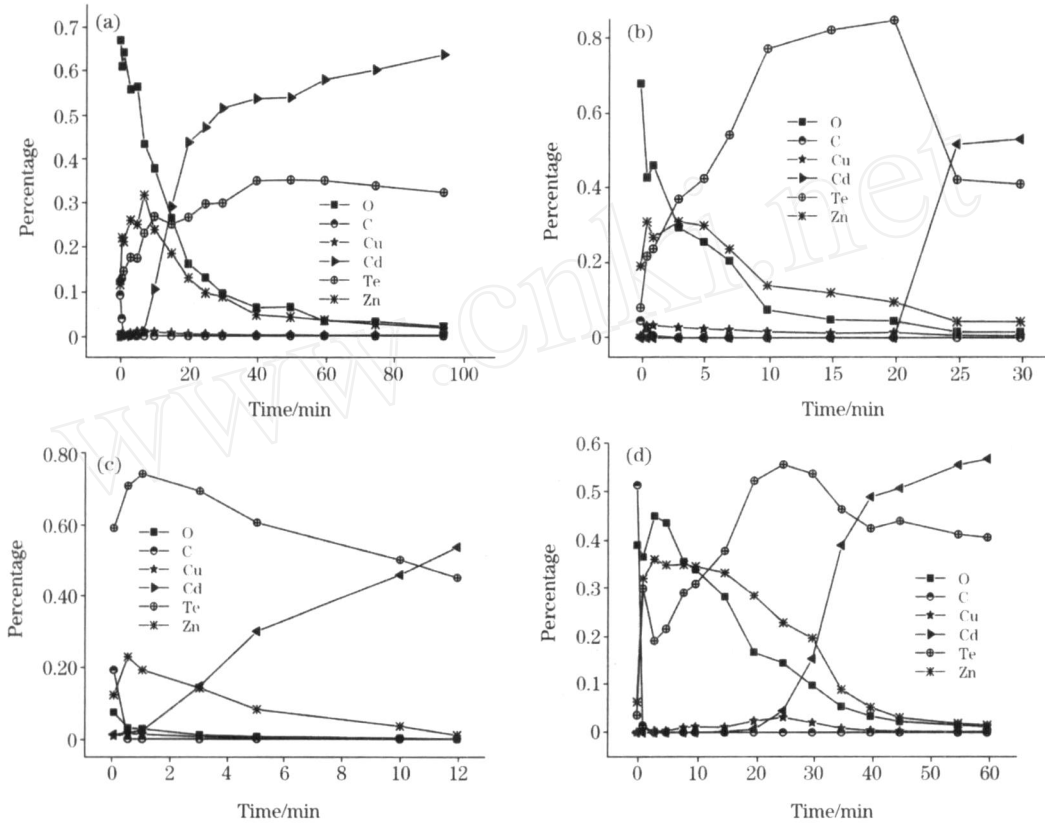 (a)
0.7
0.6
0.5
0.4
0.3
0.2
0.1
0
Percentage
O
C
Cu
Cd
Te
Zn
0 20 40 60 80 100
Time/min
(b)
0.8
0.6
0.4
0.2
0
Percentage
O
C
Cu
Cd
Te
Zn
0 5 10 15 20 25 30
Time/min
(c)
0.80
0.60
0.40
0.20
0
Percentage
O
C
Cu
Cd
Te
Zn
0 2 4 6 8 10 12
Time/min
(d)
0.6
0.5
0.4
0.3
0.2
0.1
0
Percentage
O
C
Cu
Cd
Te
Zn
0 10 20 30 40 50 60
Time/min
www.cnki.net